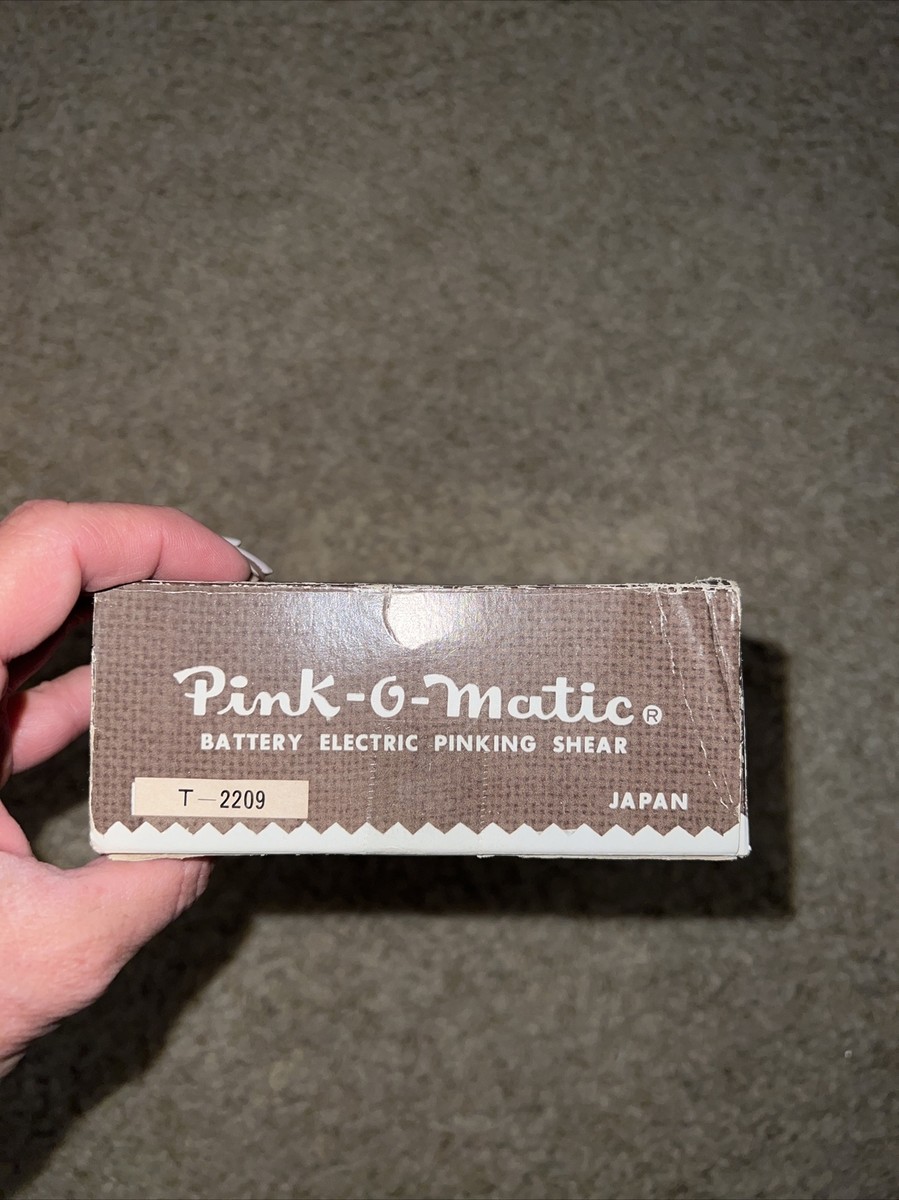 Pink-O-Matic®
BATTERY ELECTRIC PINKING SHEAR
T-2209
JAPAN